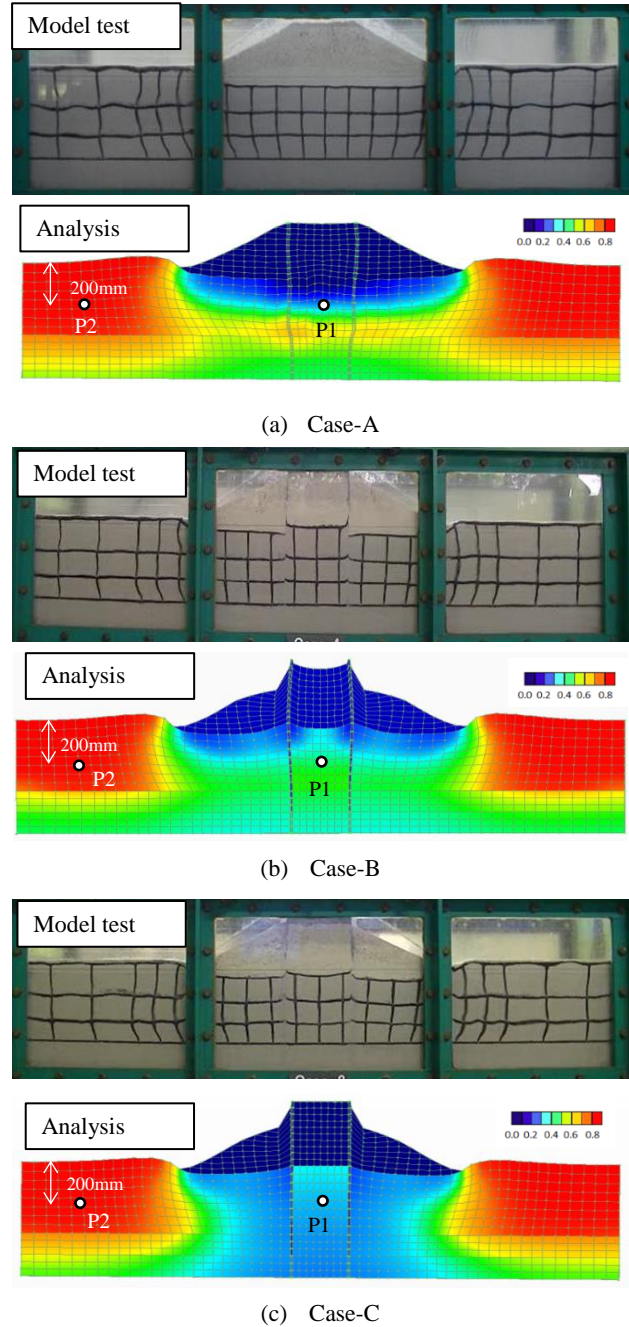 Model test
Analysis
0.0 0.2 0.4 0.6 0.8
200mm
P2
P1
(a) Case-A
Model test
Analysis
0.0 0.2 0.4 0.6 0.8
200mm
P2
P1
(b) Case-B
Model test
Analysis
0.0 0.2 0.4 0.6 0.8
200mm
P2
P1
(c) Case-C